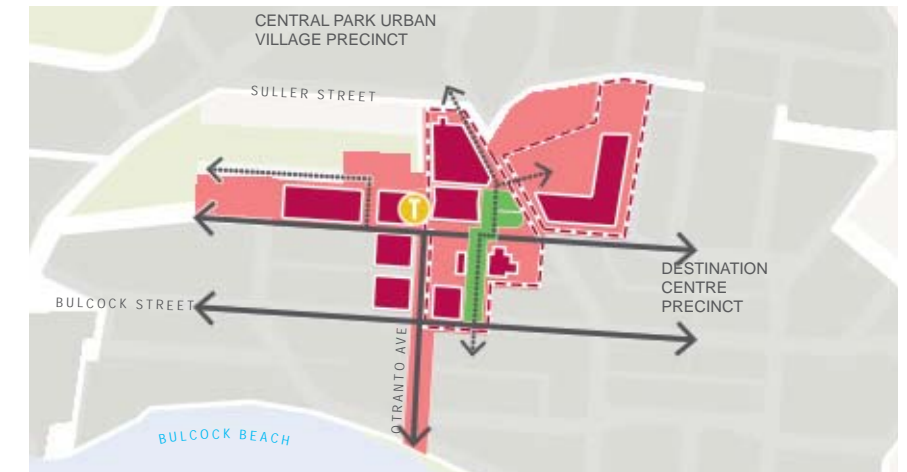 CENTRAL PARK URBAN
VILLAGE PRECINCT
SULLER STREET
T
DESTINATION
CENTRE
PRECINCT
BULCOCK STREET
OTRANTO AVE
BULCOCK BEACH